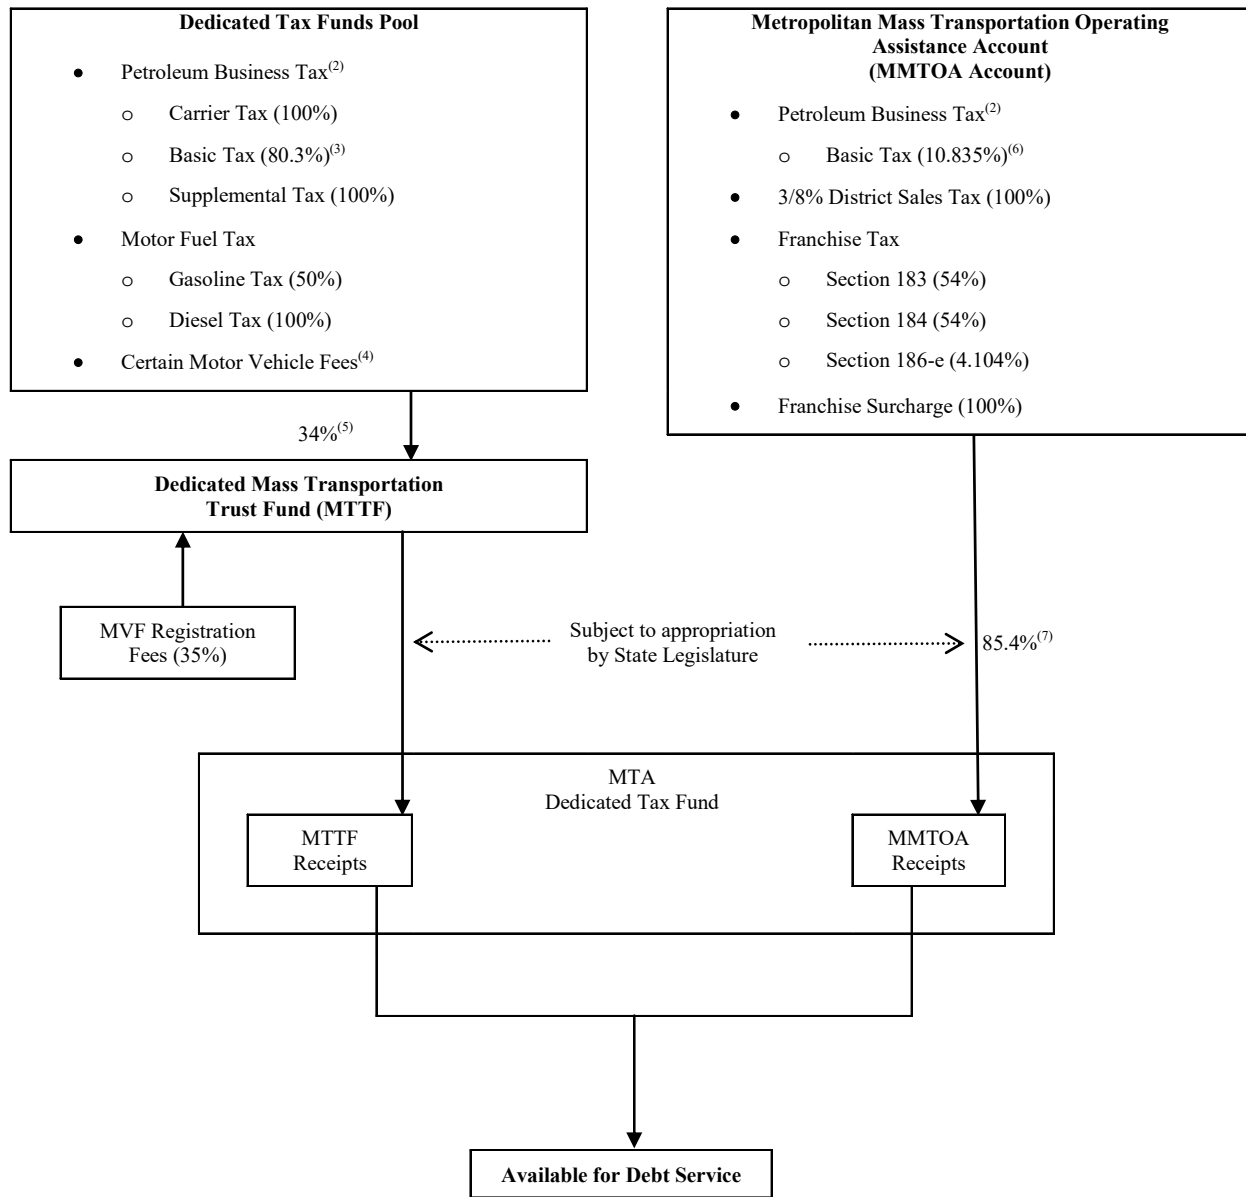 Dedicated Tax Funds Pool
• Petroleum Business Tax(2)
o Carrier Tax (100%)
o Basic Tax (80.3%)(3)
o Supplemental Tax (100%)
• Motor Fuel Tax
o Gasoline Tax (50%)
o Diesel Tax (100%)
• Certain Motor Vehicle Fees(4)
Metropolitan Mass Transportation Operating
Assistance Account
(MMTOA Account)
• Petroleum Business Tax(2)
o Basic Tax (10.835%)(6)
• 3/8% District Sales Tax (100%)
• Franchise Tax
o Section 183 (54%)
o Section 184 (54%)
o Section 186-e (4.104%)
• Franchise Surcharge (100%)
34%(5)
Dedicated Mass Transportation
Trust Fund (MTTF)
MVF Registration
Fees (35%)
Subject to appropriation
by State Legislature
85.4%(7)
MTA
Dedicated Tax Fund
MTTF
Receipts
MMTOA
Receipts
Available for Debt Service